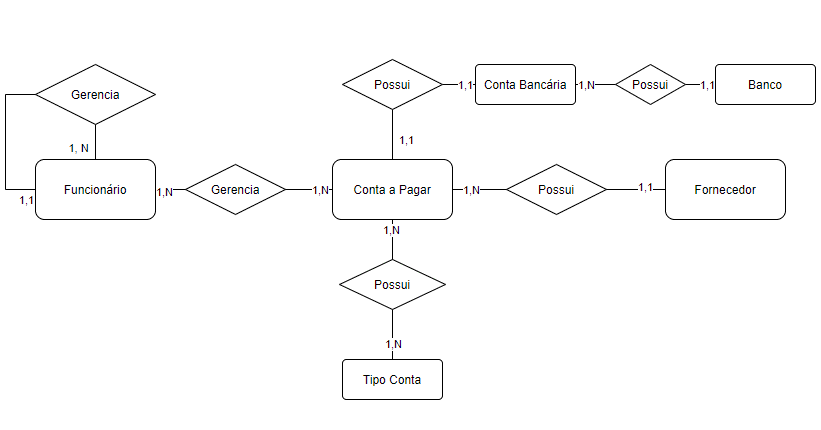 Gerencia
1, N
Funcionário
1,1
1,N
Gerencia
1,N
Possui
1,1
1,1
Conta Bancária
1,N
Possui
1,1
Banco
Conta a Pagar
1,N
Possui
1,1
Fornecedor
1,N
Possui
1,N
Tipo Conta